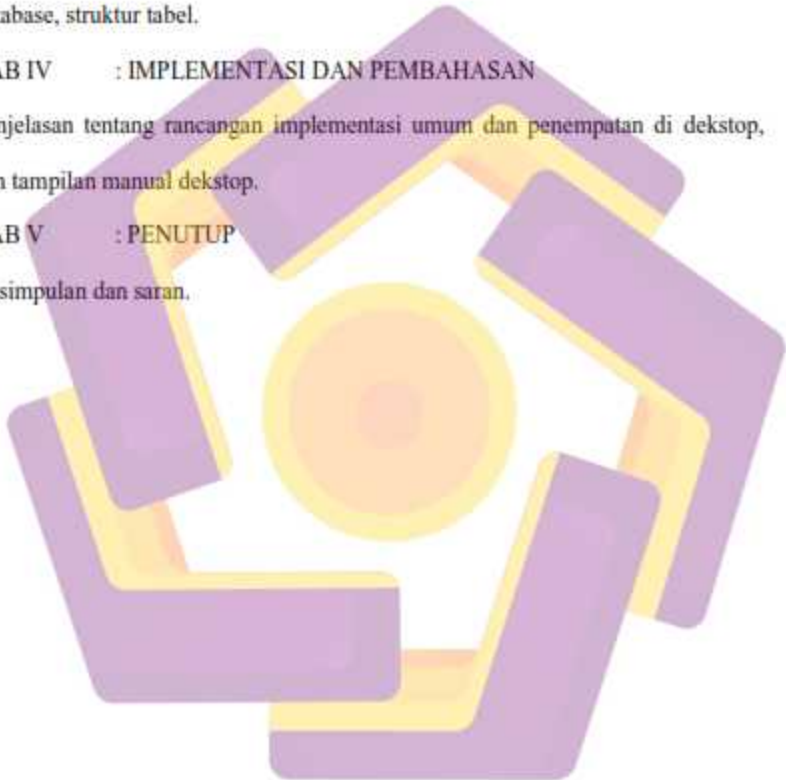 tabase, struktur tabel.
AB IV : IMPLEMENTASI DAN PEMBAHASAN
njelasan tentang rancangan implementasi umum dan penempatan di dekstop,
n tampilan manual dekstop.
AB V : PENUTUP
simpulan dan saran.